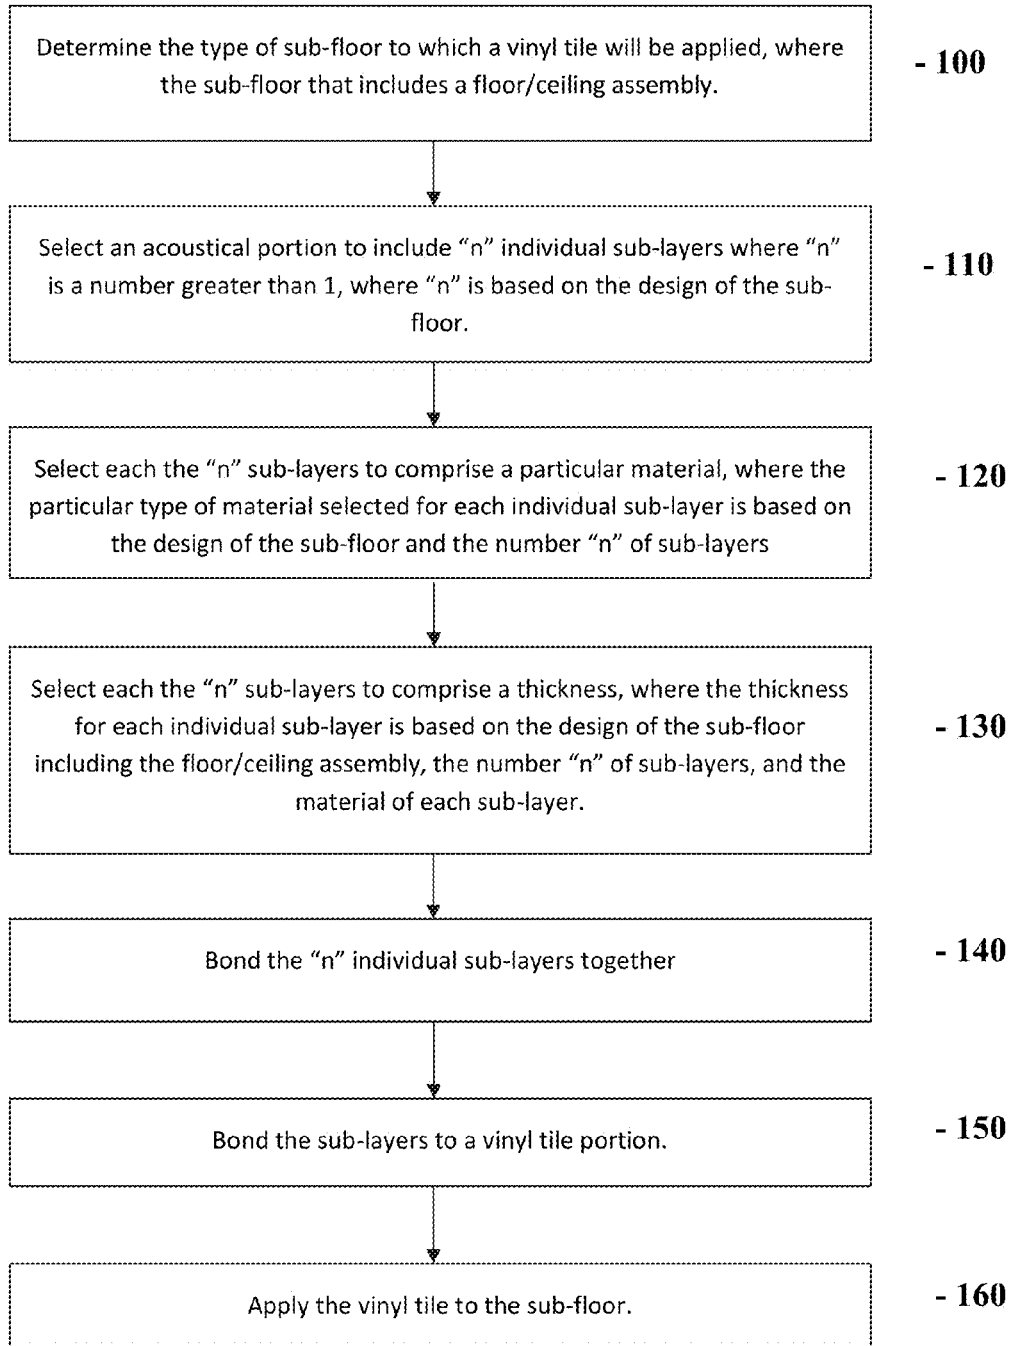 Determine the type of sub-floor to which a vinyl tile will be applied, where
the sub-floor that includes a floor/ceiling assembly.
- 100
Select an acoustical portion to include “n” individual sub-layers where “n”
is a number greater than 1, where “n” is based on the design of the sub-
floor.
- 110
Select each the “n” sub-layers to comprise a particular material, where the
particular type of material selected for each individual sub-layer is based on
the design of the sub-floor and the number “n” of sub-layers
- 120
Select each the “n” sub-layers to comprise a thickness, where the thickness
for each individual sub-layer is based on the design of the sub-floor
including the floor/ceiling assembly, the number “n” of sub-layers, and the
material of each sub-layer.
- 130
Bond the “n” individual sub-layers together
- 140
Bond the sub-layers to a vinyl tile portion.
- 150
Apply the vinyl tile to the sub-floor.
- 160